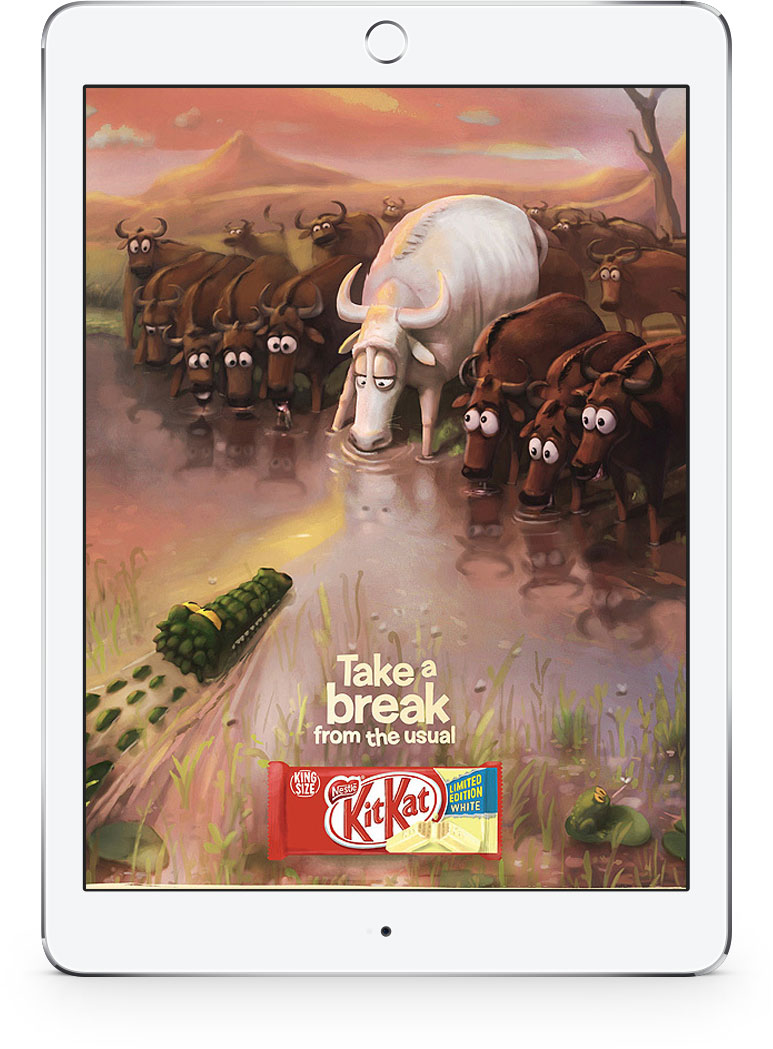 Take a
break
from the usual
KING
SIZE
Nestlé
KitKat
LIMITED
EDITION
WHITE